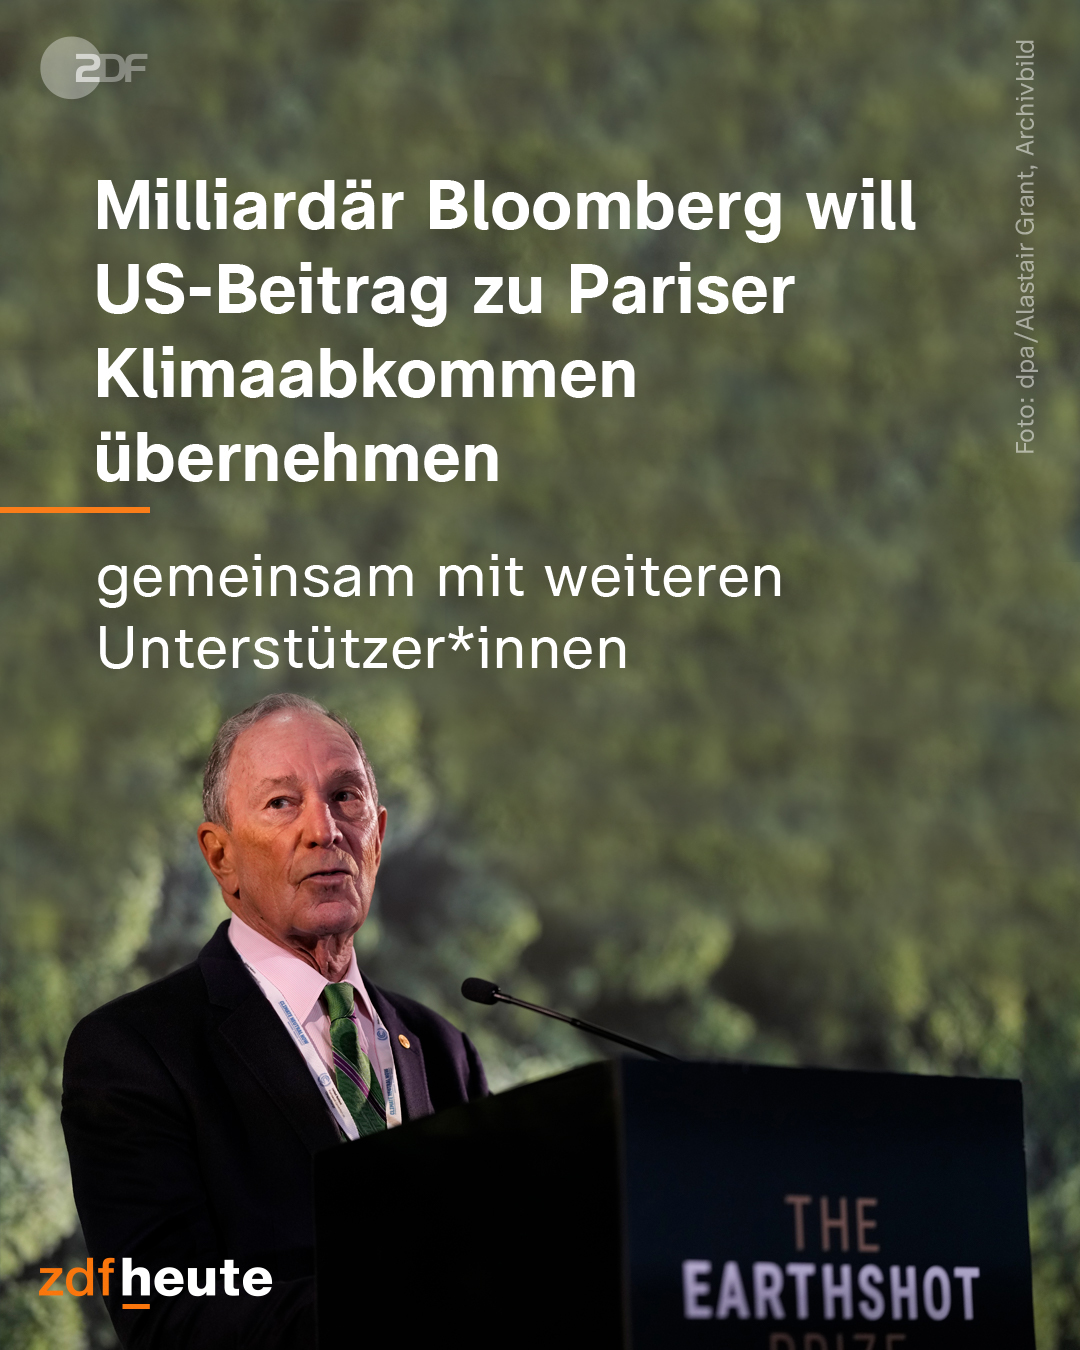 ZDF
Foto: dpa/Alastair Grant, Archivbild
Milliardär Bloomberg will
US-Beitrag zu Pariser
Klimaabkommen
übernehmen
gemeinsam mit weiteren
Unterstützer*innen
THE
EARTHSHOT
PRIZE
zdfheute